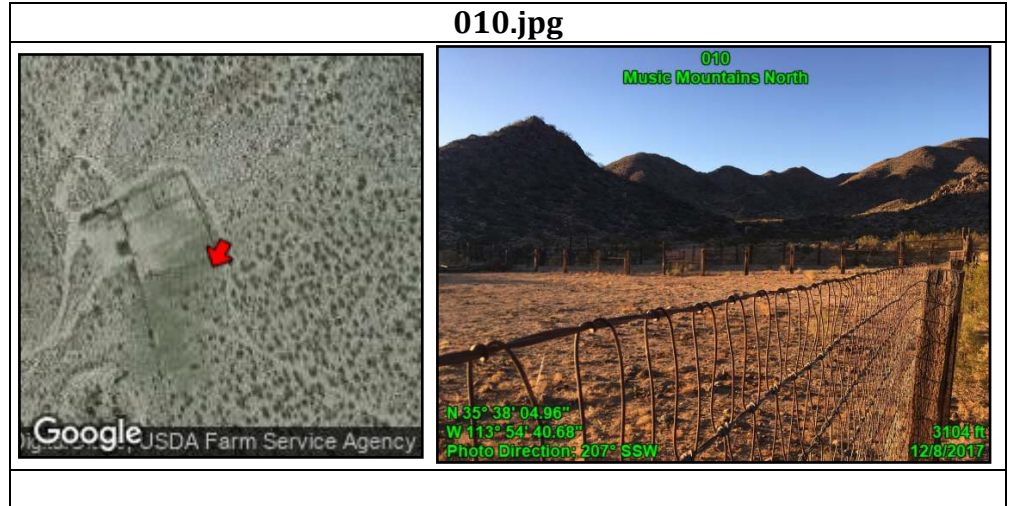 010.jpg
Google
USDA Farm Service Agency
010
Music Mountains North
N 35° 38' 04.96"
W 113° 54' 40.68"
Photo Direction: 207° SSW
3104 ft
12/8/2017